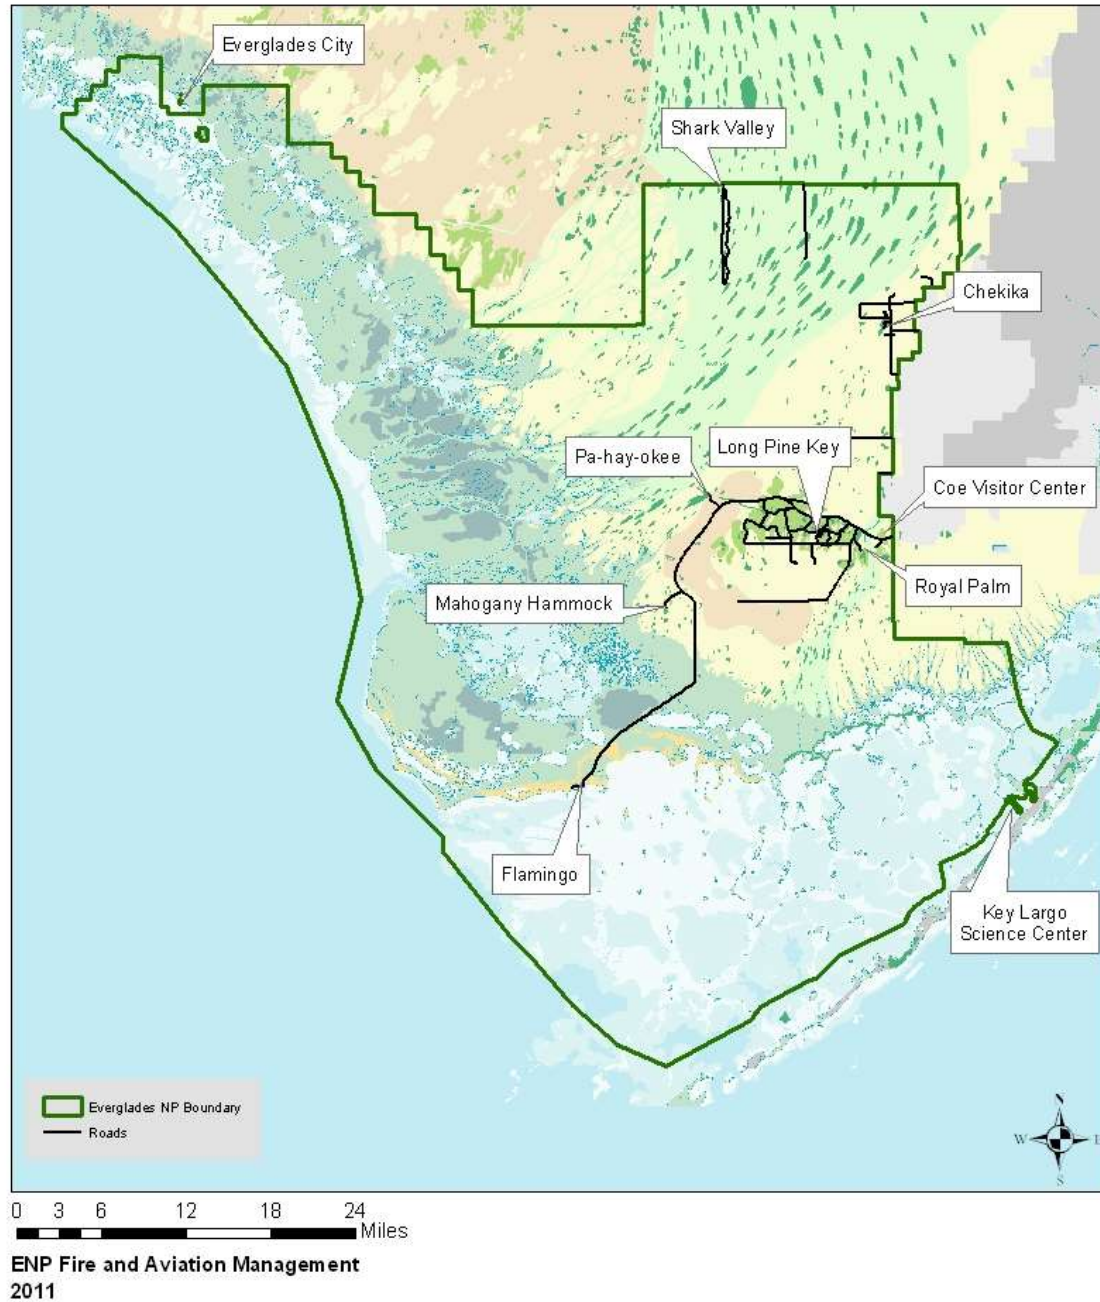 Everglades City
Shark Valley
Chekika
Long Pine Key
Pa-hay-okee
Coe Visitor Center
Royal Palm
Mahogany Hammock
Flamingo
Key Largo
Science Center
Everglades NP Boundary
Roads
N
W E
S
0 3 6 12 18 24
Miles
ENP Fire and Aviation Management
2011